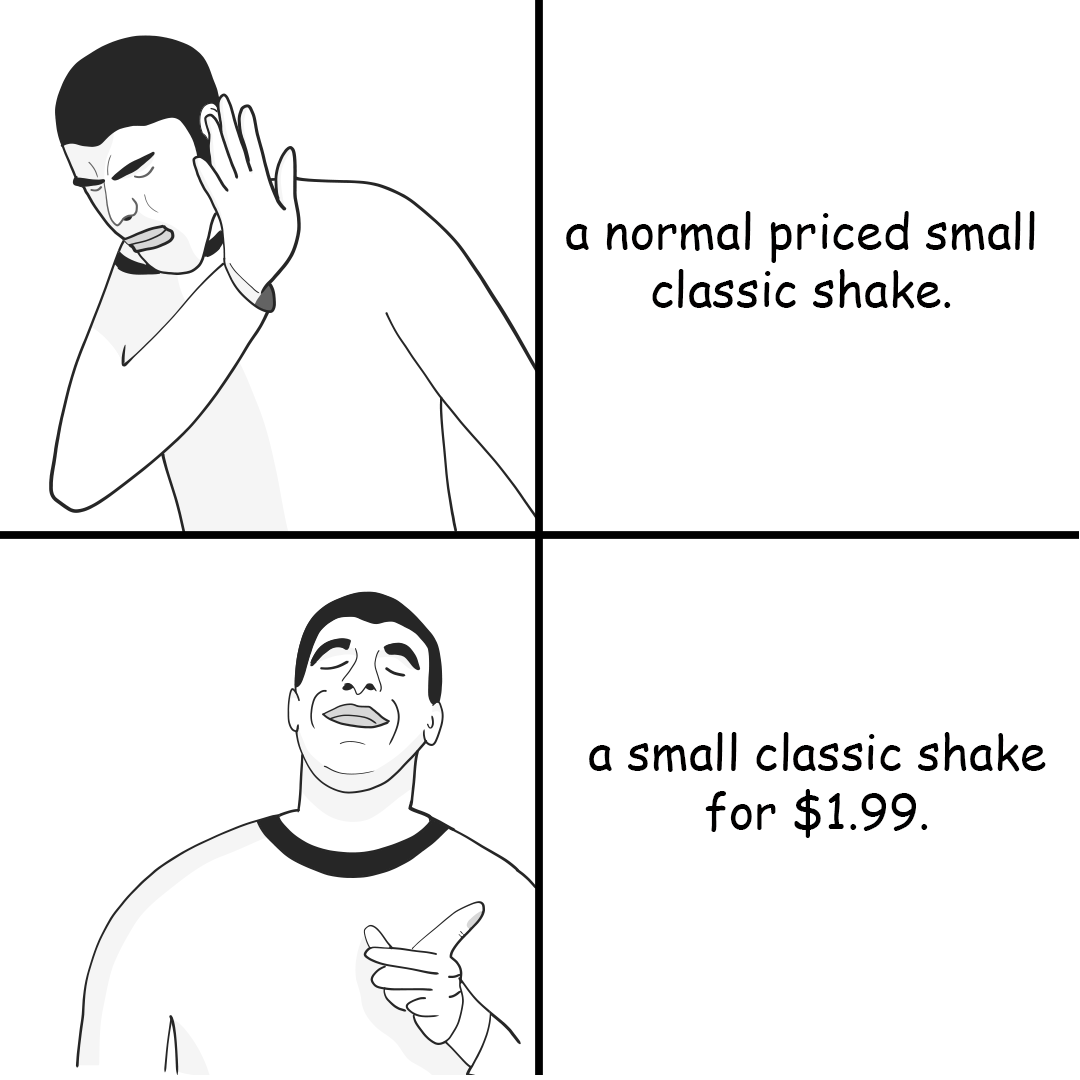 a normal priced small
classic shake.
a small classic shake
for $1.99.